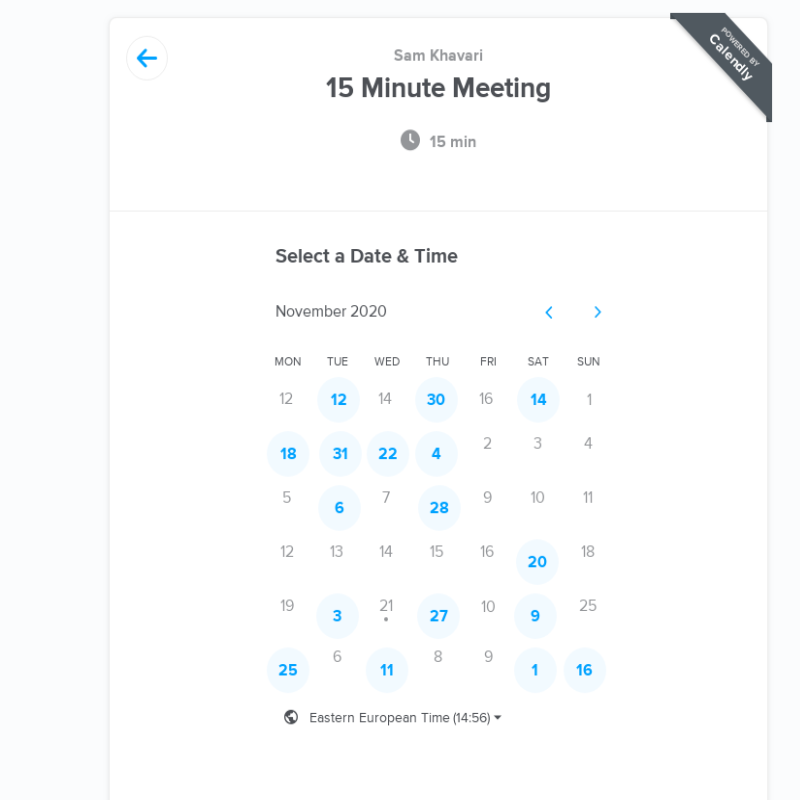 POWERED BY
Calendly
Sam Khavari
15 Minute Meeting
15 min
Select a Date & Time
November 2020
MON TUE WED THU FRI SAT SUN
12 12 14 30 16 14 1
18 31 22 4 2 3 4
5 6 7 28 9 10 11
12 13 14 15 16 20 18
19 3 21 27 10 9 25
25 6 11 8 9 1 16
Eastern European Time (14:56)